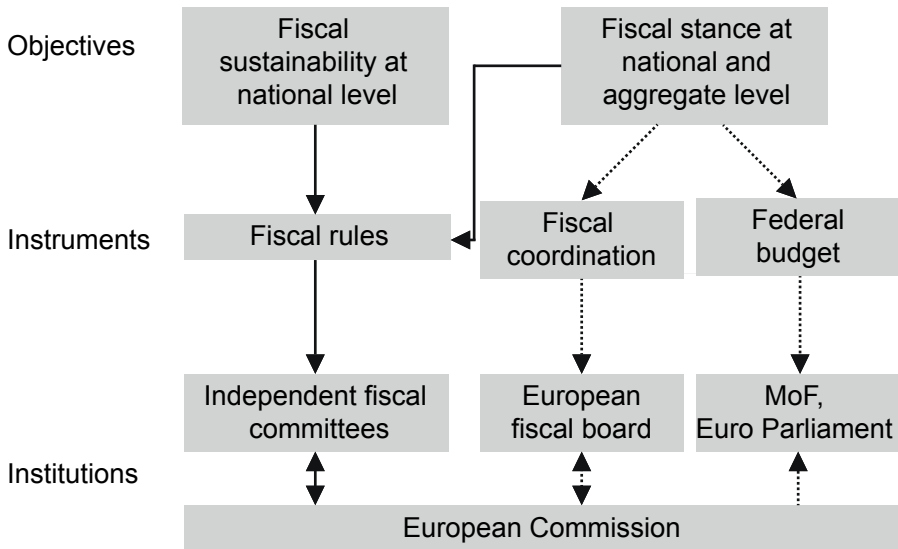 Objectives
Fiscal
sustainability at
national level
Fiscal stance at
national and
aggregate level
Instruments
Fiscal rules
Fiscal
coordination
Federal
budget
Institutions
Independent fiscal
committees
European
fiscal board
MoF,
Euro Parliament
European Commission